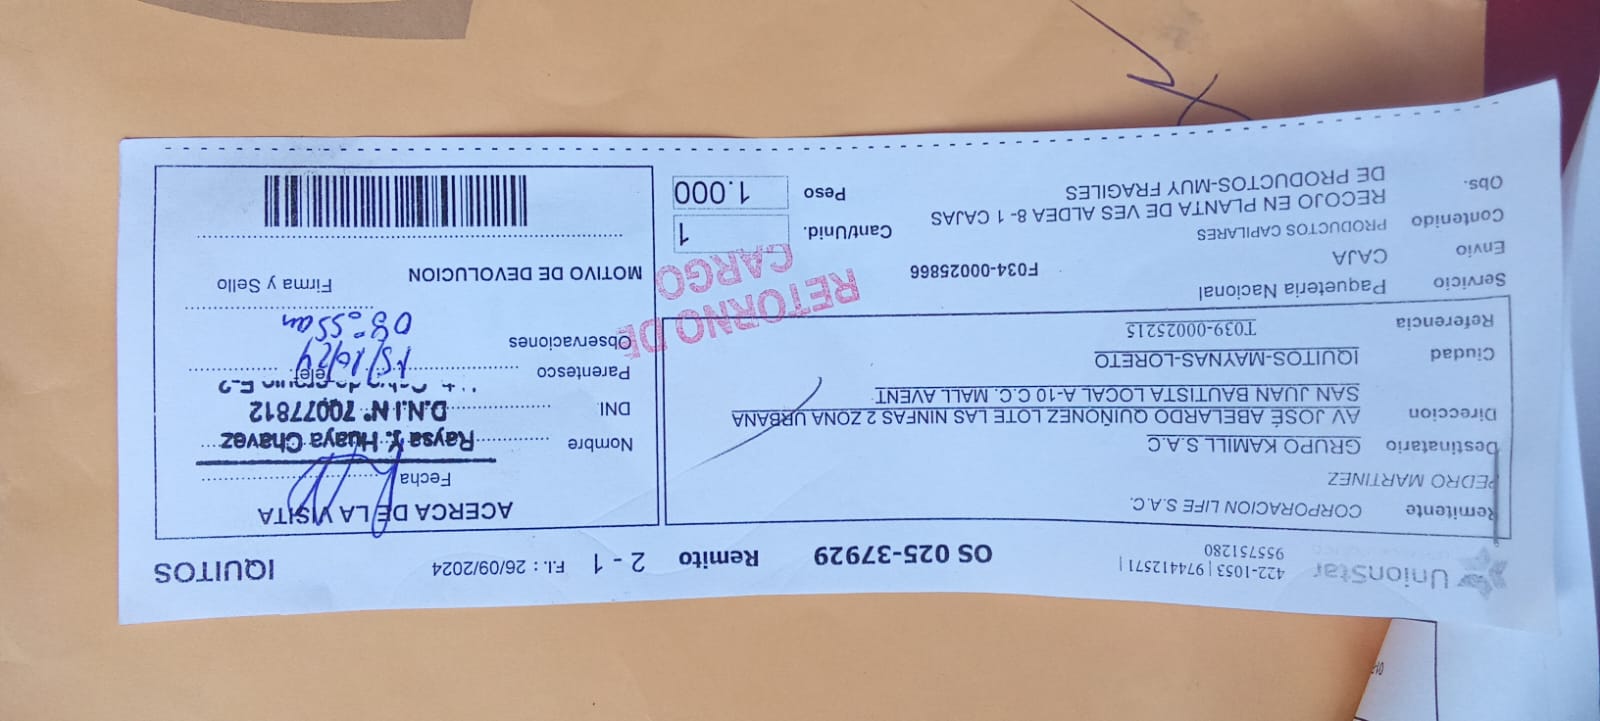 UnionStar
422-1053 | 974412571 |
955751280
OS 025-37929
Remito 2 - 1
F.I. : 26/09/2024
IQUITOS
Remitente CORPORACION LIFE S.A.C.
PEDRO MARTINEZ
Destinatario GRUPO KAMILL S.A.C
Direccion AV JOSÉ ABELARDO QUIÑONEZ LOTE LAS NINFAS 2 ZONA URBANA
SAN JUAN BAUTISTA LOCAL A-10 C.C. MALL AVENT
Ciudad IQUITOS-MAYNAS-LORETO
Referencia T039-00025215
Servicio Paqueteria Nacional
F034-00025866
Envio CAJA
Contenido PRODUCTOS CAPILARES
Obs. RECOJO EN PLANTA DE VES ALDEA 8- 1 CAJAS
DE PRODUCTOS-MUY FRAGILES
Cant/Unid. 1
Peso 1.000
RETORNO DE
CARGO
ACERCA DE LA VISITA
Fecha
Nombre Raysa Y. Huaya Chavez
DNI D.N.I N° 70077812
Parentesco Telef.
15/10/24
Observaciones
08:55am
MOTIVO DE DEVOLUCION
Firma y Sello